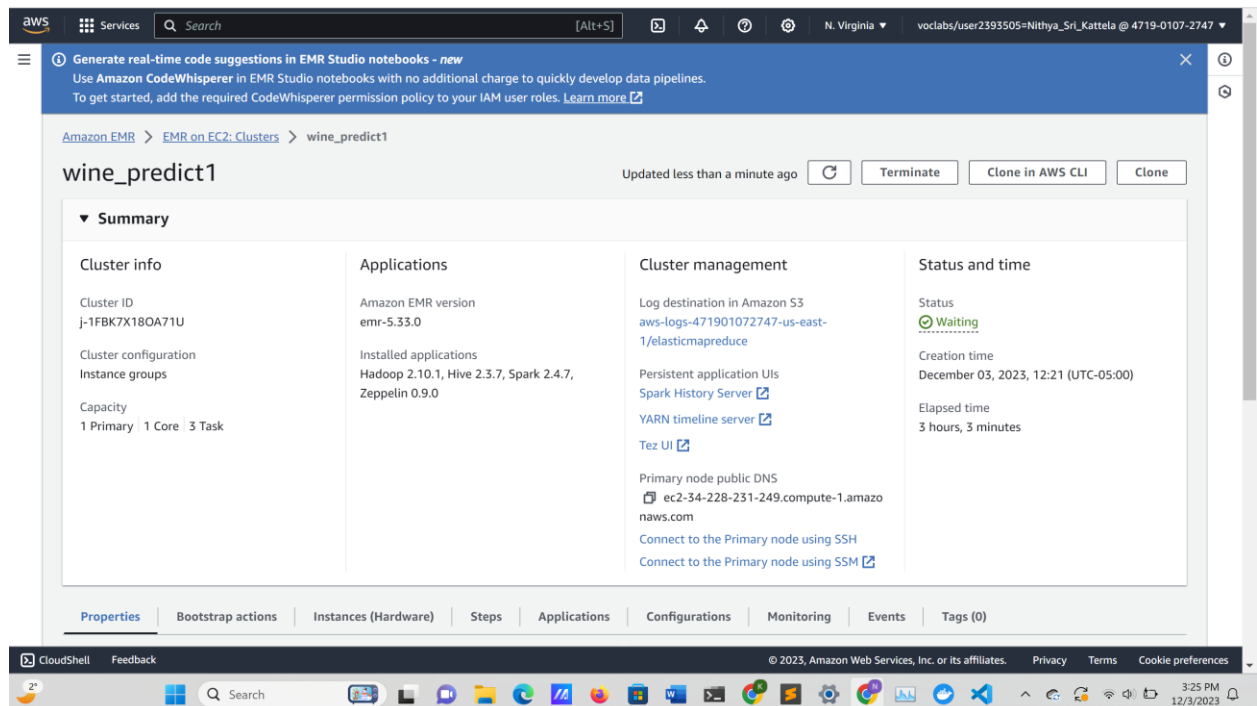 aws Services Search [Alt+S] N. Virginia voclabs/user2393505=Nithya_Sri_Kattela @ 4719-0107-2747
Generate real-time code suggestions in EMR Studio notebooks - new
Use Amazon CodeWhisperer in EMR Studio notebooks with no additional charge to quickly develop data pipelines.
To get started, add the required CodeWhisperer permission policy to your IAM user roles. Learn more
Amazon EMR > EMR on EC2: Clusters > wine_predict1
wine_predict1 Updated less than a minute ago Terminate Clone in AWS CLI Clone
Summary
Cluster info
Cluster ID
j-1FBK7X18OA71U
Cluster configuration
Instance groups
Capacity
1 Primary 1 Core 3 Task
Applications
Amazon EMR version
emr-5.33.0
Installed applications
Hadoop 2.10.1, Hive 2.3.7, Spark 2.4.7,
Zeppelin 0.9.0
Cluster management
Log destination in Amazon S3
aws-logs-471901072747-us-east-
1/elasticmapreduce
Persistent application UIs
Spark History Server
YARN timeline server
Tez UI
Primary node public DNS
ec2-34-228-231-249.compute-1.amazo
naws.com
Connect to the Primary node using SSH
Connect to the Primary node using SSM
Status and time
Status
Waiting
Creation time
December 03, 2023, 12:21 (UTC-05:00)
Elapsed time
3 hours, 3 minutes
Properties Bootstrap actions Instances (Hardware) Steps Applications Configurations Monitoring Events Tags (0)
CloudShell Feedback © 2023, Amazon Web Services, Inc. or its affiliates. Privacy Terms Cookie preferences
2° Search 3:25 PM
12/3/2023